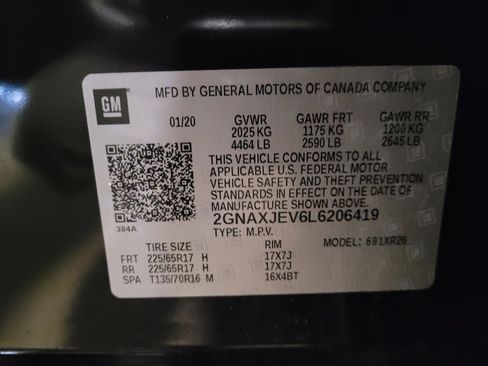 GM
MFD BY GENERAL MOTORS OF CANADA COMPANY
01/20 GVWR GAWR FRT GAWR RR
2025 KG 1175 KG 1200 KG
4464 LB 2590 LB 2645 LB
THIS VEHICLE CONFORMS TO ALL
APPLICABLE U.S. FEDERAL MOTOR
VEHICLE SAFETY AND THEFT PREVENTION
STANDARDS IN EFFECT ON THE DATE OF
MANUFACTURE SHOWN ABOVE.
2GNAXJEV6L6206419
384A
TYPE: M.P.V. MODEL: 691XR26
TIRE SIZE RIM
FRT 225/65R17 H 17X7J
RR 225/65R17 H 17X7J
SPA T135/70R16 M 16X4BT